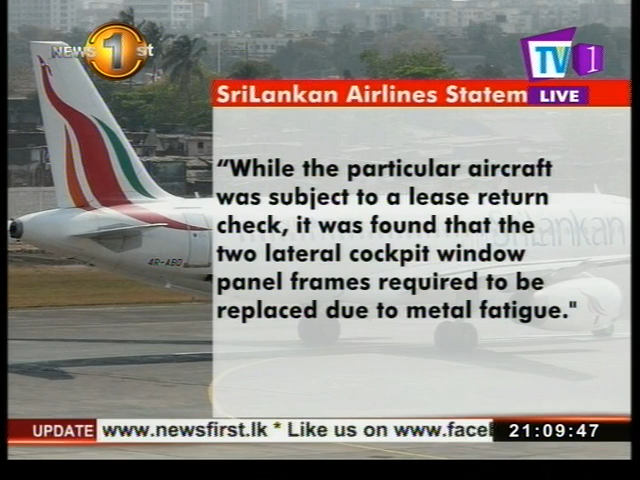 NEWS 1st
TV 1
SriLankan Airlines Statem
LIVE
“While the particular aircraft
was subject to a lease return
check, it was found that the
two lateral cockpit window
panel frames required to be
replaced due to metal fatigue."
SriLankan
4R-ABO
UPDATE www.newsfirst.lk * Like us on www.facel 21:09:47